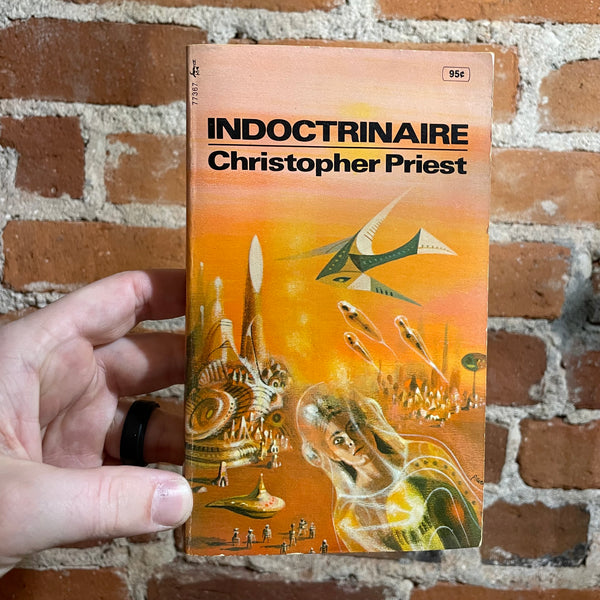 95¢
77367
INDOCTRINAIRE
Christopher Priest